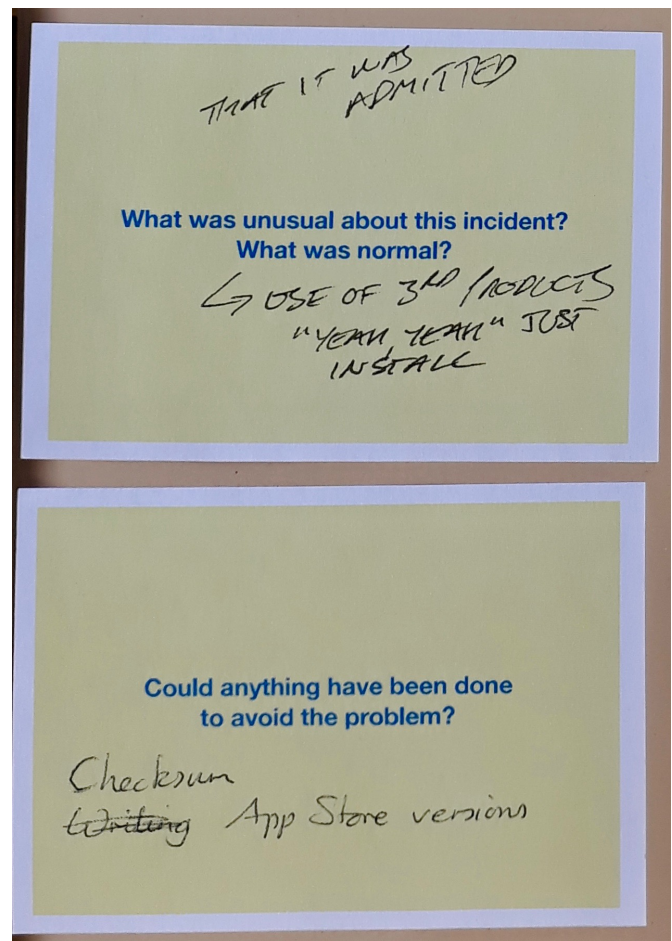 THAT IT WAS
ADMITTED
What was unusual about this incident?
What was normal?
↳ USE OF 3RD PRODUCTS
"YEAH, YEAH" JUST
INSTALL
Could anything have been done
to avoid the problem?
Checksum
Writing App Store versions